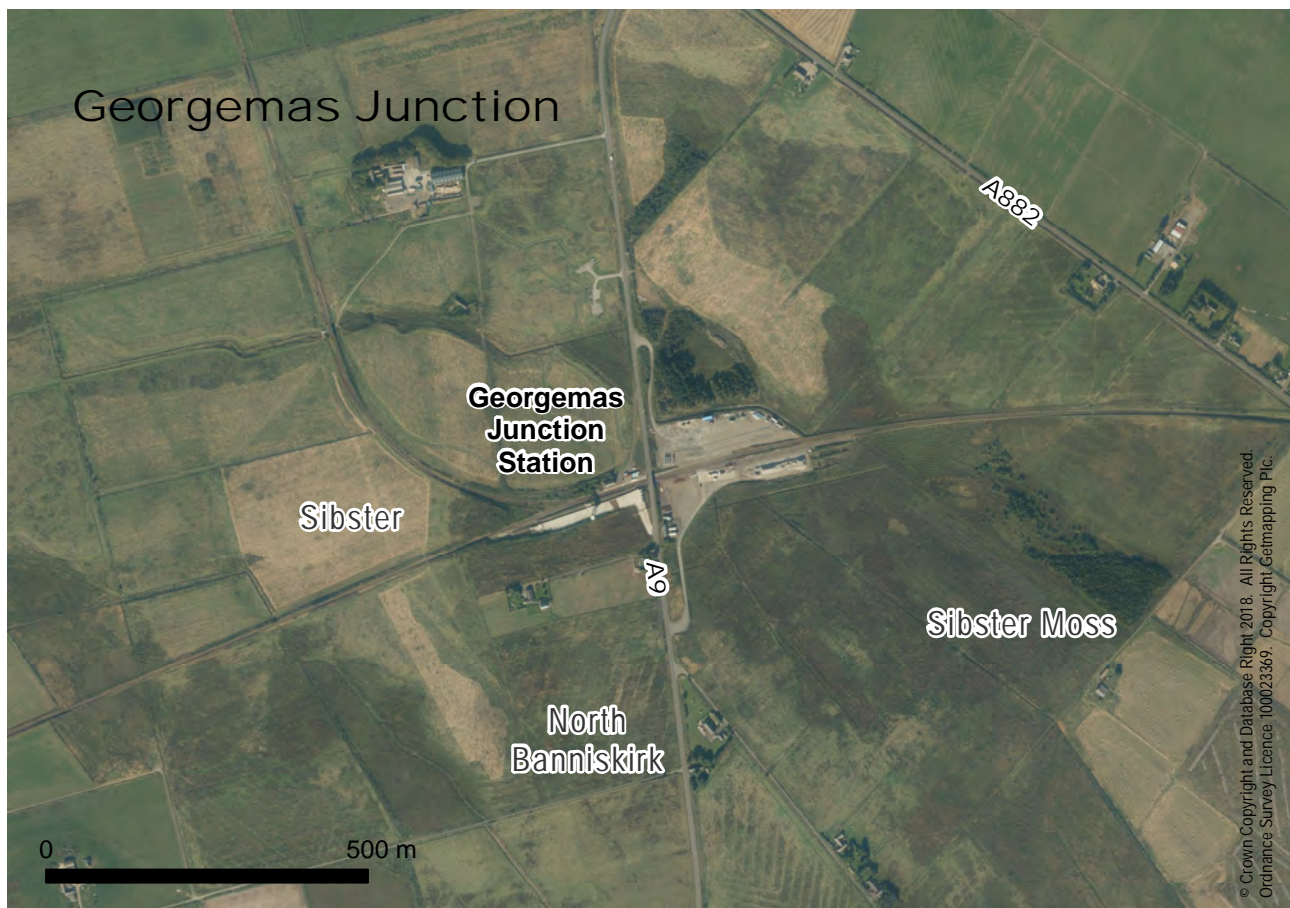 Georgemas Junction
A882
Georgemas
Junction
Station
Sibster
A9
Sibster Moss
North
Banniskirk
0 500 m
© Crown Copyright and Database Right 2018. All Rights Reserved.
Ordnance Survey Licence 100023369. Copyright Getmapping Plc.